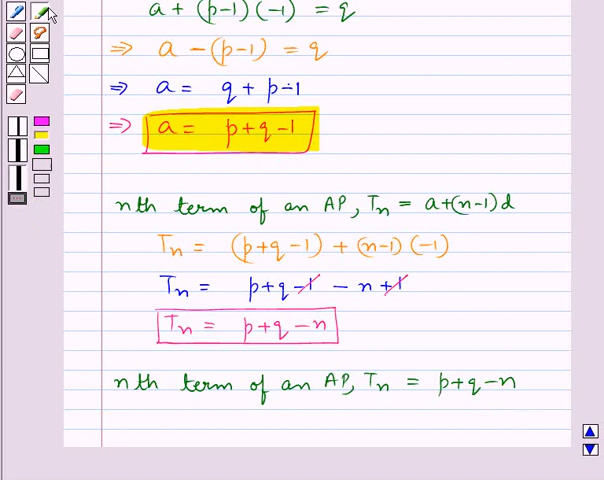 a + (p-1)(-1) = q
⇒ a - (p-1) = q
⇒ a = q + p-1
⇒ a = p+q-1
nth term of an AP, Tn = a+(n-1)d
Tn = (p+q-1) + (n-1)(-1)
Tn = p+q-1 - n+1
Tn = p+q-n
nth term of an AP, Tn = p+q-n